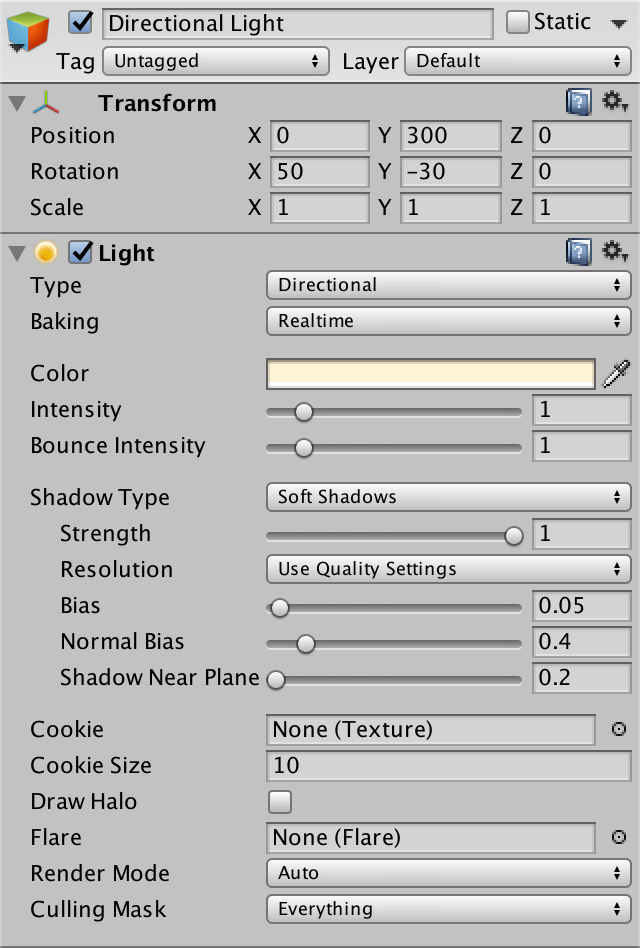 Directional Light Static
Tag Untagged Layer Default
Transform
Position X 0 Y 300 Z 0
Rotation X 50 Y -30 Z 0
Scale X 1 Y 1 Z 1
Light
Type Directional
Baking Realtime
Color
Intensity 1
Bounce Intensity 1
Shadow Type Soft Shadows
Strength 1
Resolution Use Quality Settings
Bias 0.05
Normal Bias 0.4
Shadow Near Plane 0.2
Cookie None (Texture)
Cookie Size 10
Draw Halo
Flare None (Flare)
Render Mode Auto
Culling Mask Everything